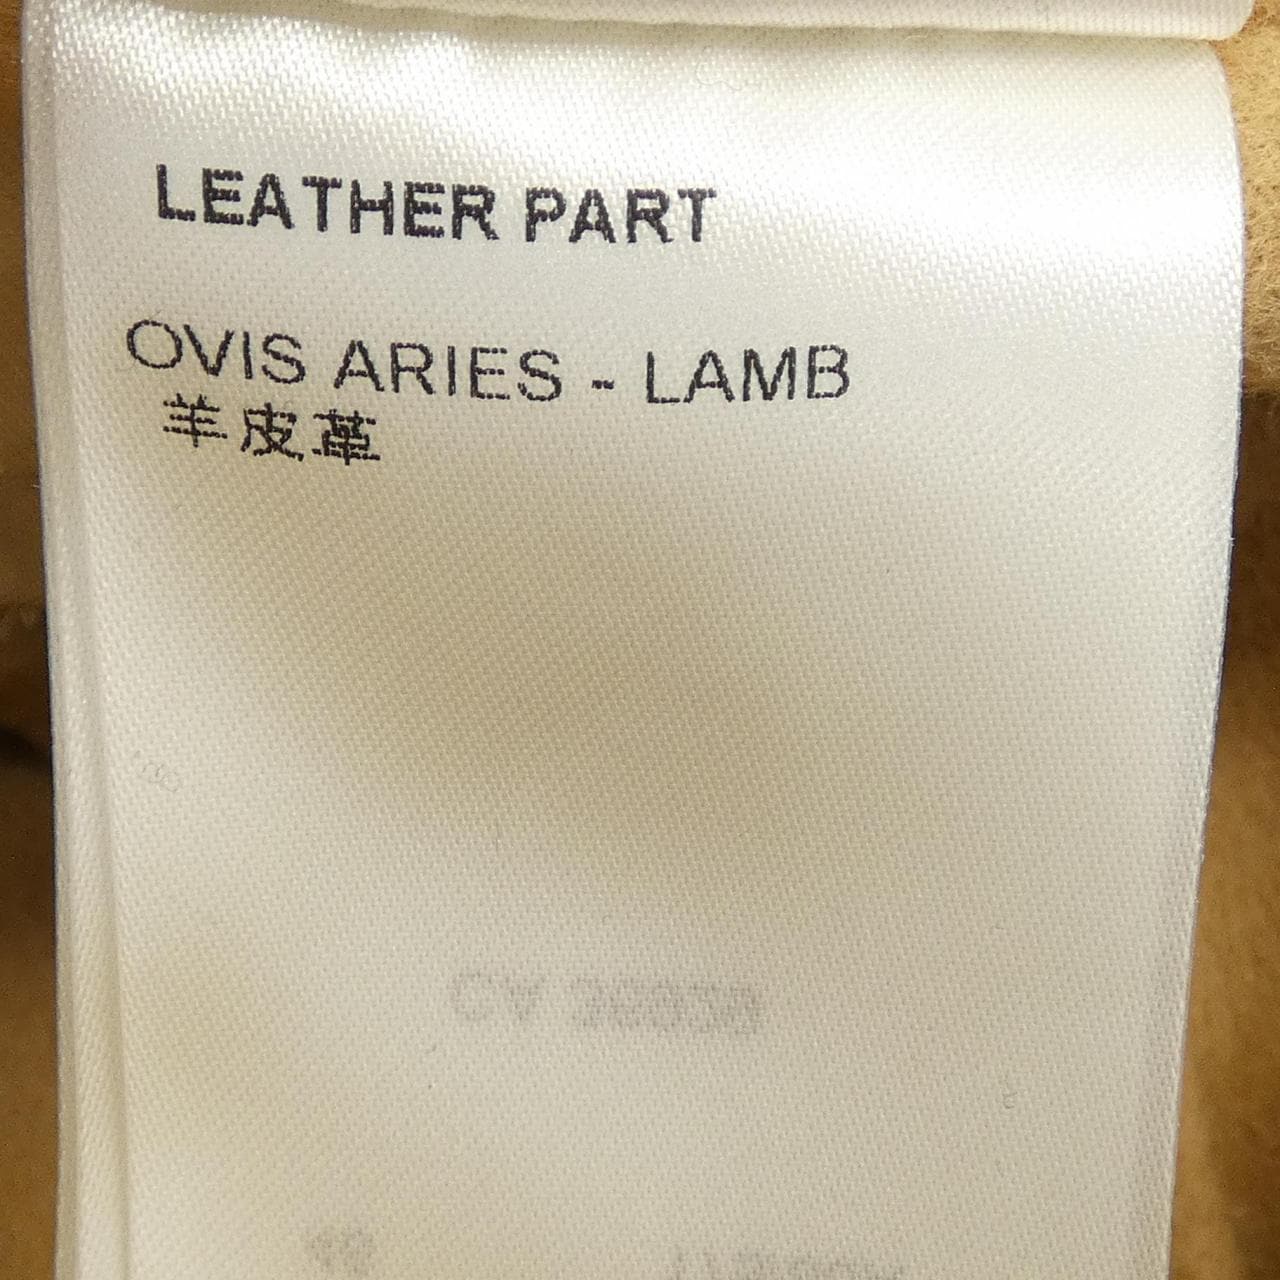 LEATHER PART
OVIS ARIES - LAMB
羊皮革